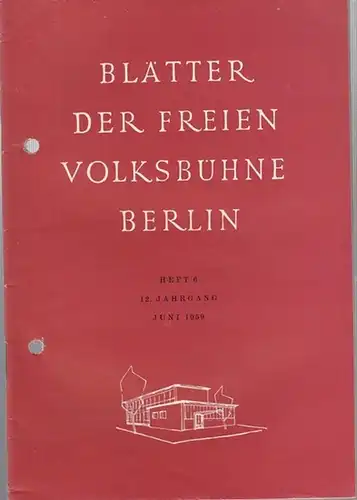 BLÄTTER
DER FREIEN
VOLKSBÜHNE
BERLIN
HEFT 6
12. JAHRGANG
JUNI 1959